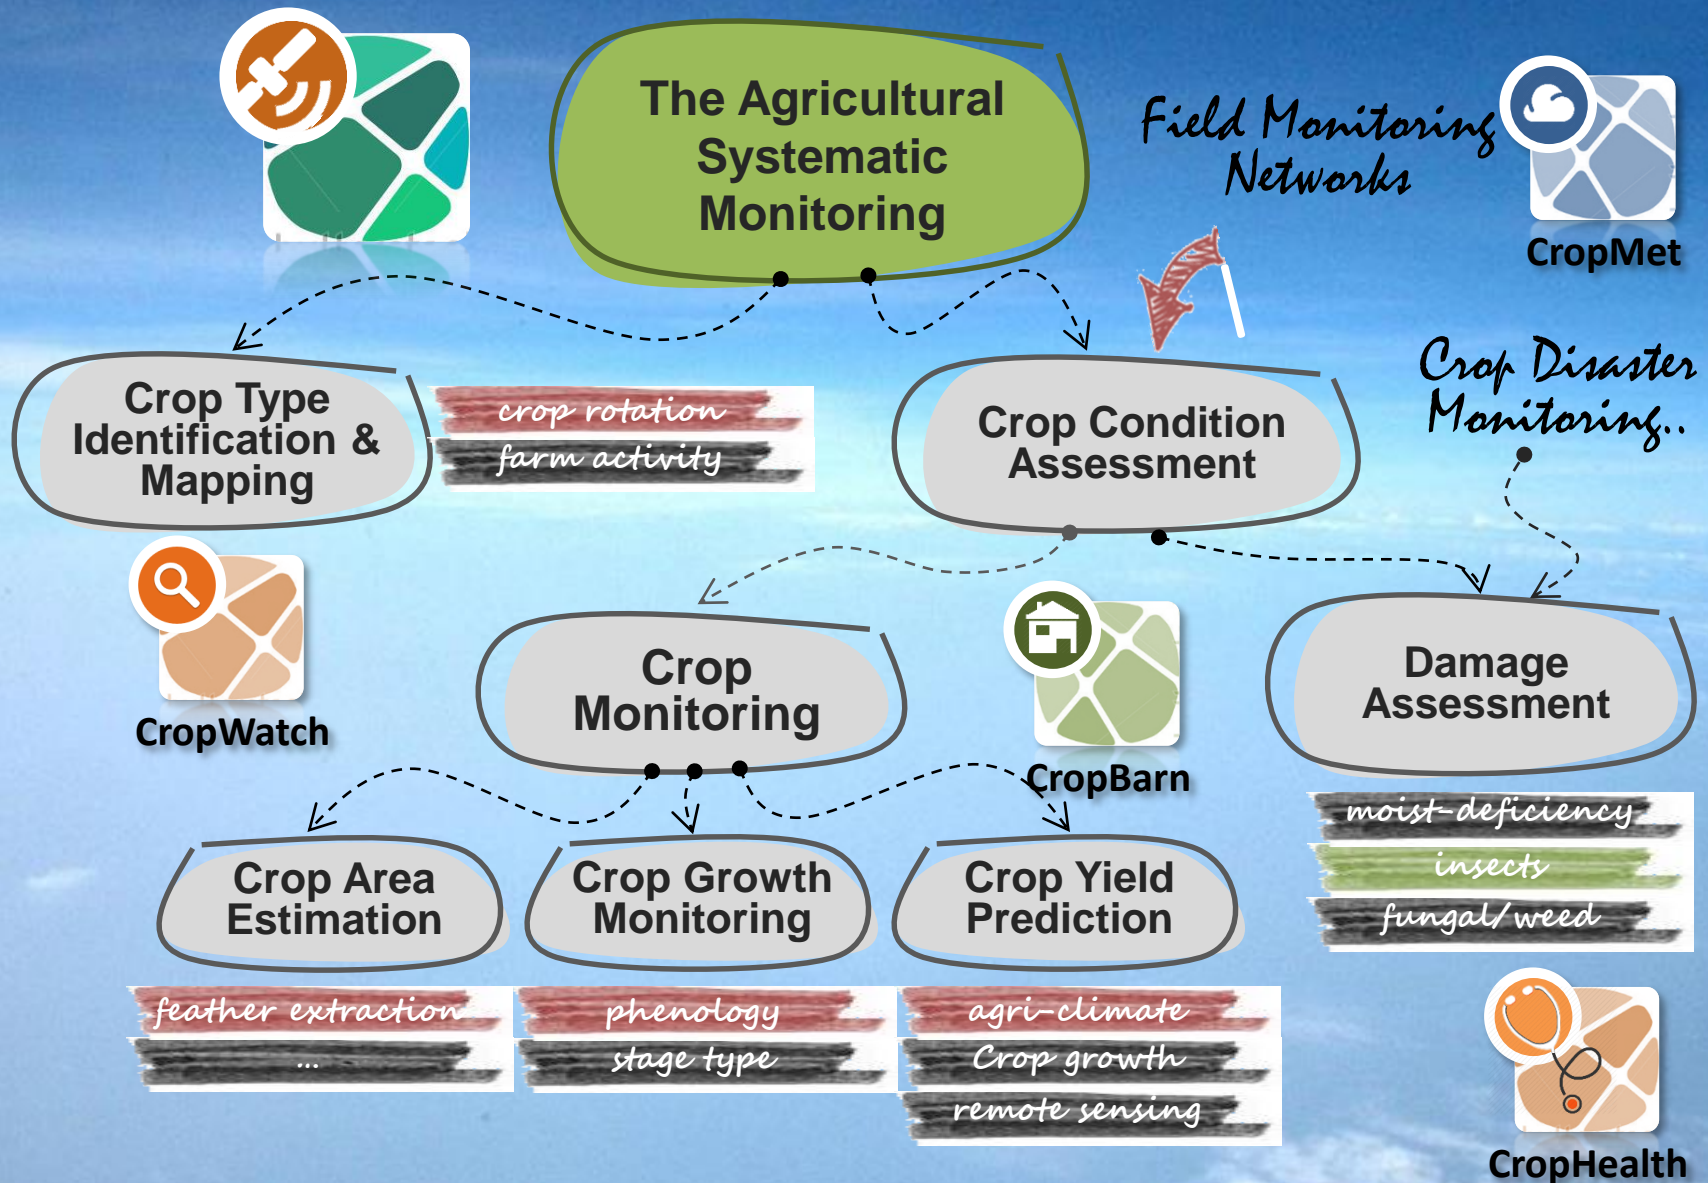 The Agricultural
Systematic
Monitoring
Field Monitoring
Networks
CropMet
Crop Type
Identification &
Mapping
crop rotation
farm activity
Crop Condition
Assessment
Crop Disaster
Monitoring..
CropWatch
Crop
Monitoring
CropBarn
Damage
Assessment
moist-deficiency
insects
fungal/weed
Crop Area
Estimation
Crop Growth
Monitoring
Crop Yield
Prediction
feather extraction
...
phenology
stage type
agri-climate
Crop growth
remote sensing
CropHealth